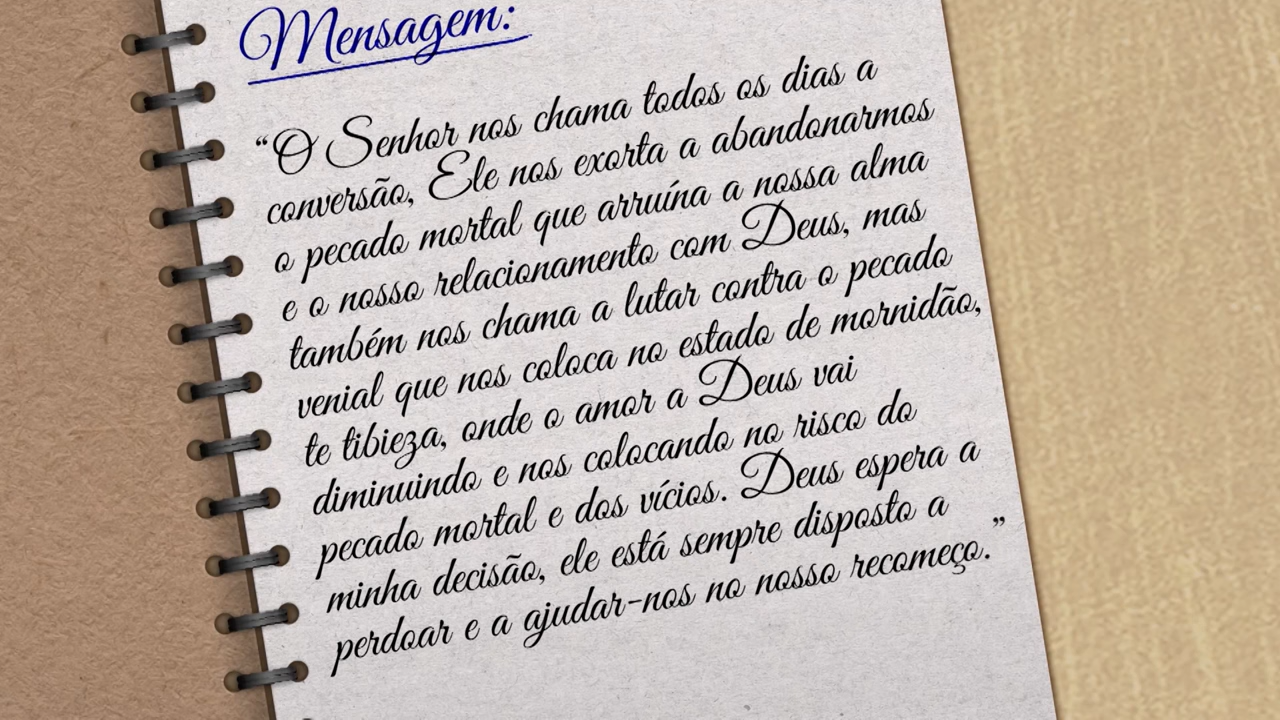 Mensagem:
“O Senhor nos chama todos os dias a
conversão, Ele nos exorta a abandonarmos
o pecado mortal que arruína a nossa alma
e o nosso relacionamento com Deus, mas
também nos chama a lutar contra o pecado
venial que nos coloca no estado de mornidão,
te tibieza, onde o amor a Deus vai
diminuindo e nos colocando no risco do
pecado mortal e dos vícios. Deus espera a
minha decisão, ele está sempre disposto a
perdoar e a ajudar-nos no nosso recomeço.”